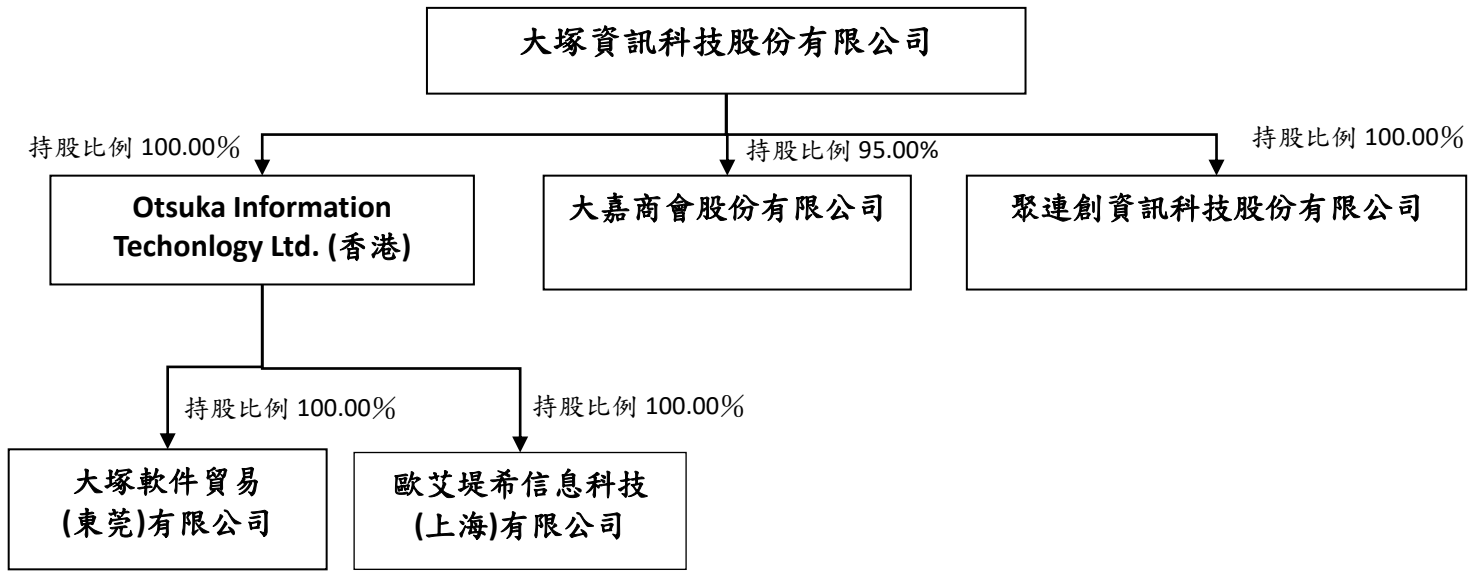 大塚資訊科技股份有限公司
持股比例 100.00%
持股比例 95.00%
持股比例 100.00%
Otsuka Information
Techonlogy Ltd. (香港)
大嘉商會股份有限公司
聚連創資訊科技股份有限公司
持股比例 100.00%
持股比例 100.00%
大塚軟件貿易
(東莞)有限公司
歐艾堤希信息科技
(上海)有限公司